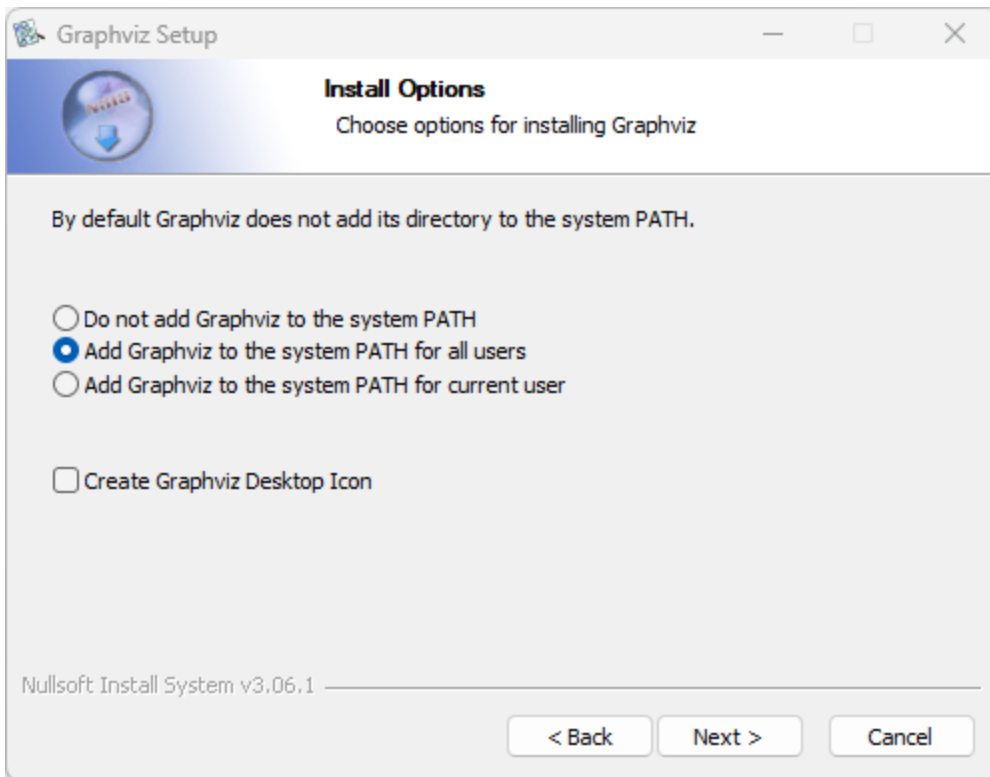 Graphviz Setup
Install Options
Choose options for installing Graphviz
By default Graphviz does not add its directory to the system PATH.
Do not add Graphviz to the system PATH
Add Graphviz to the system PATH for all users
Add Graphviz to the system PATH for current user
Create Graphviz Desktop Icon
Nullsoft Install System v3.06.1
< Back Next > Cancel